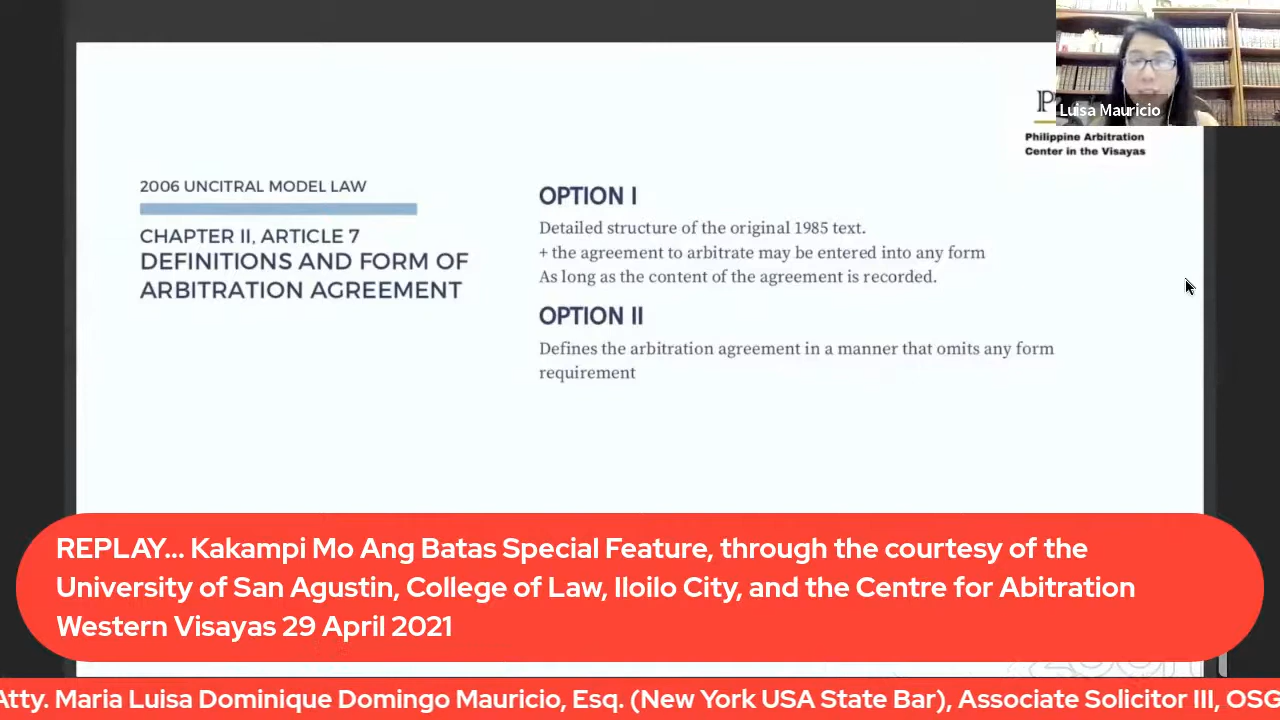 Luisa Mauricio
Philippine Arbitration
Center in the Visayas
2006 UNCITRAL MODEL LAW
CHAPTER II, ARTICLE 7
DEFINITIONS AND FORM OF
ARBITRATION AGREEMENT
OPTION I
Detailed structure of the original 1985 text.
+ the agreement to arbitrate may be entered into any form
As long as the content of the agreement is recorded.
OPTION II
Defines the arbitration agreement in a manner that omits any form
requirement
REPLAY... Kakampi Mo Ang Batas Special Feature, through the courtesy of the
University of San Agustin, College of Law, Iloilo City, and the Centre for Abitration
Western Visayas 29 April 2021
zoom
Atty. Maria Luisa Dominique Domingo Mauricio, Esq. (New York USA State Bar), Associate Solicitor III, OSG